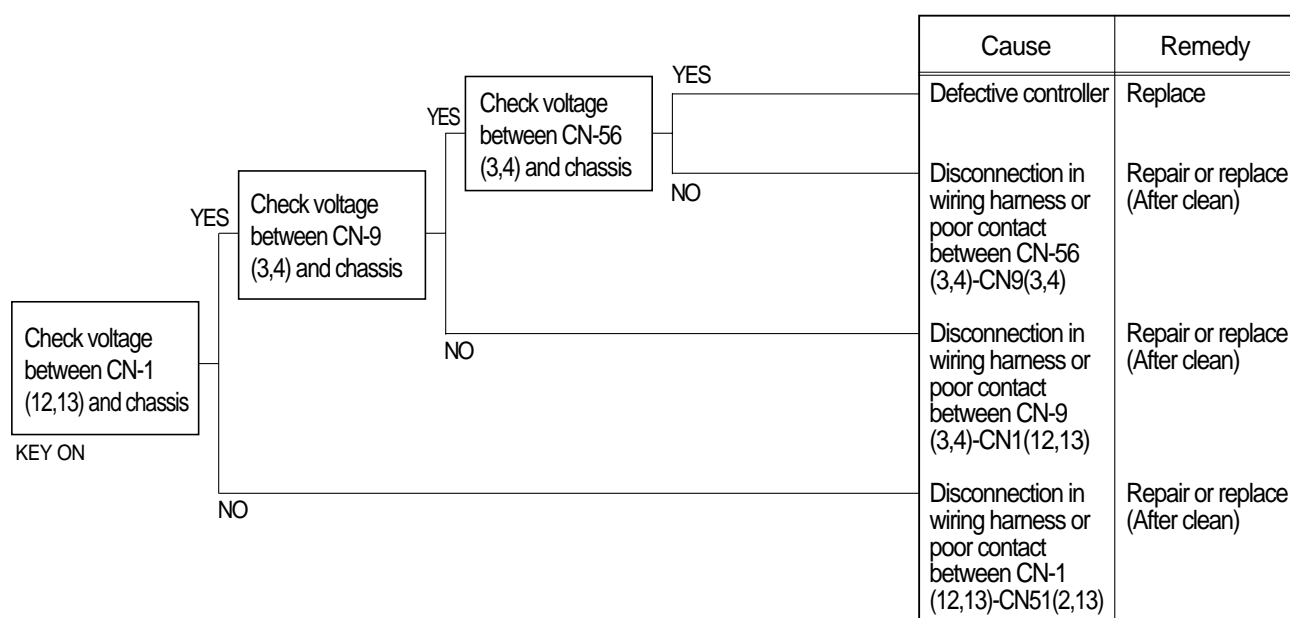 Cause
Remedy
YES
Defective controller
Replace
Check voltage
between CN-56
(3,4) and chassis
YES
NO
Disconnection in
wiring harness or
poor contact
between CN-56
(3,4)-CN9(3,4)
Repair or replace
(After clean)
Check voltage
between CN-9
(3,4) and chassis
YES
NO
Disconnection in
wiring harness or
poor contact
between CN-9
(3,4)-CN1(12,13)
Repair or replace
(After clean)
Check voltage
between CN-1
(12,13) and chassis
KEY ON
NO
Disconnection in
wiring harness or
poor contact
between CN-1
(12,13)-CN51(2,13)
Repair or replace
(After clean)